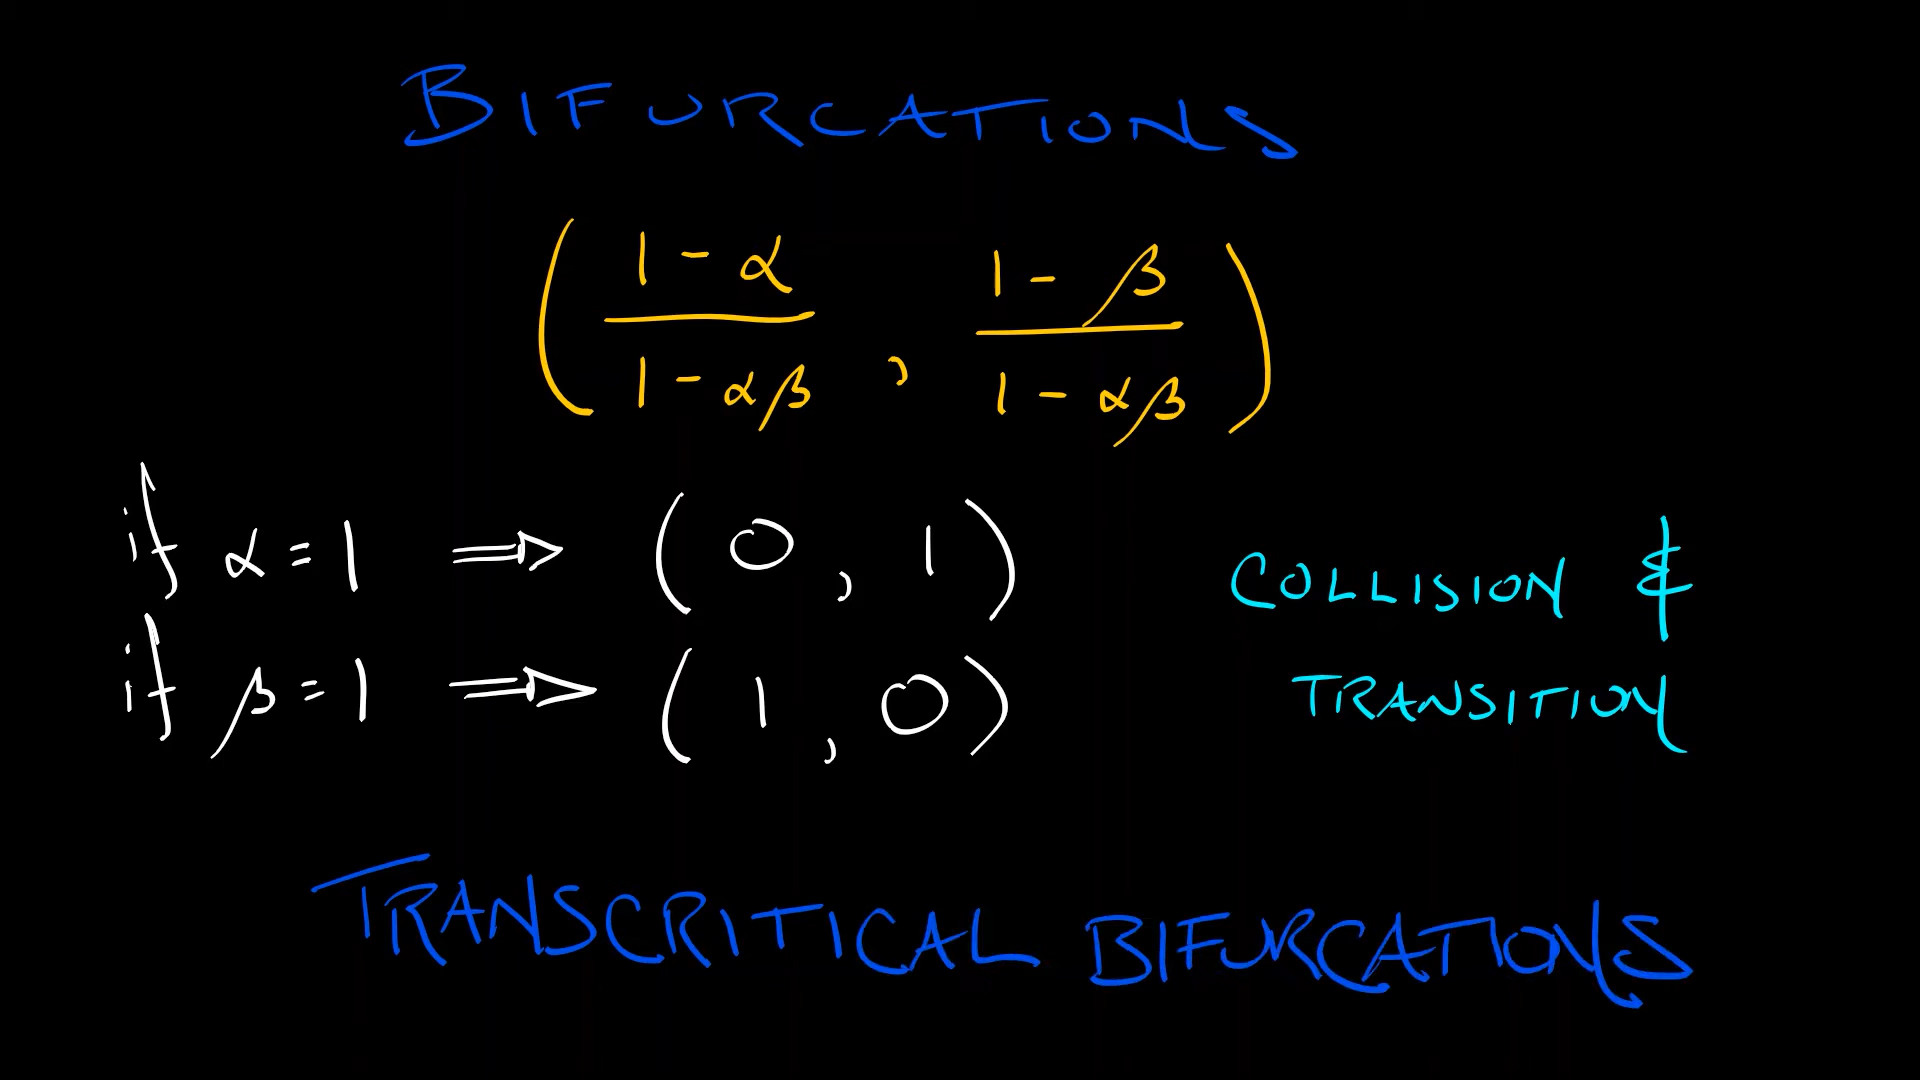 BIFURCATIONS
( 1 - α / 1 - αβ , 1 - β / 1 - αβ )
if α = 1 ⇒ ( 0 , 1 )
if β = 1 ⇒ ( 1 , 0 )
COLLISION &
TRANSITION
TRANSCRITICAL BIFURCATIONS